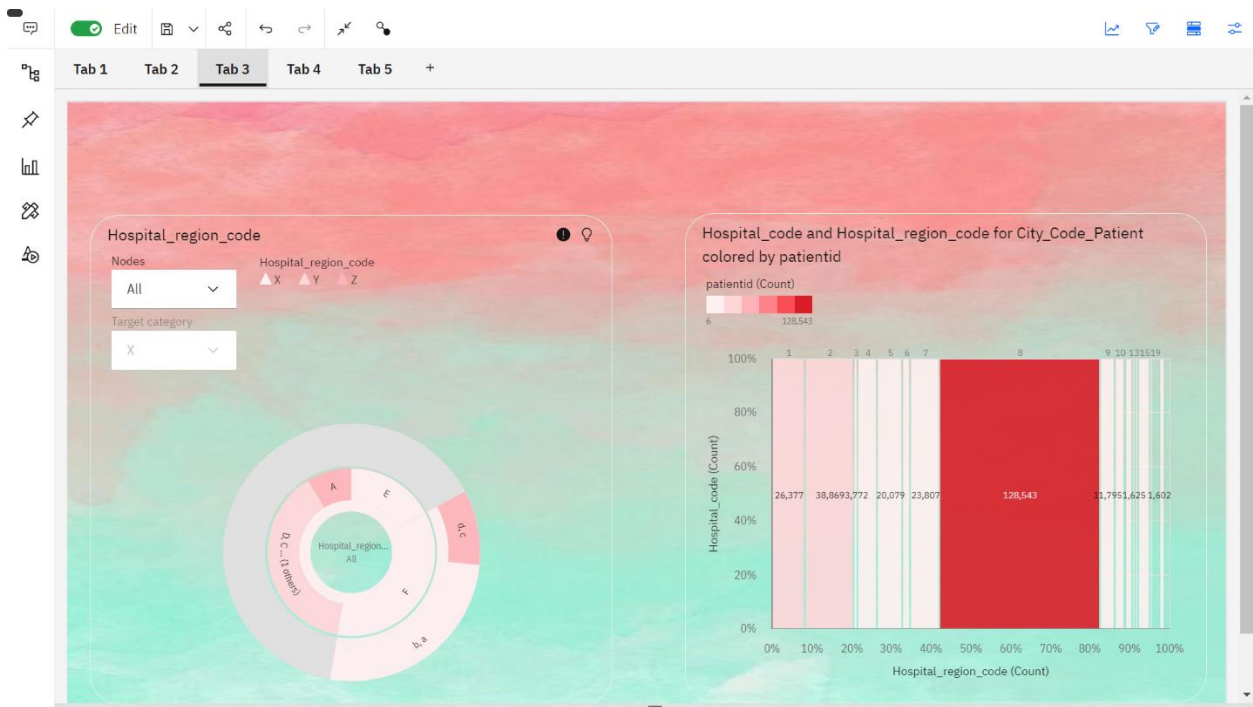 Edit
Tab 1 Tab 2 Tab 3 Tab 4 Tab 5 +
Hospital_region_code
Nodes
All
Target category
X
Hospital_region_code
X Y Z
A
E
d, c
D, C ... (1 others)
Hospital_region...
All
F
b, a
Hospital_code and Hospital_region_code for City_Code_Patient
colored by patientid
patientid (Count)
6 128,543
1 2 3 4 5 6 7 8 9 10 13 15 19
100%
80%
60%
40%
20%
0%
Hospital_code (Count)
26,377 38,869 3,772 20,079 23,807 128,543 11,795 1,625 1,602
0% 10% 20% 30% 40% 50% 60% 70% 80% 90% 100%
Hospital_region_code (Count)